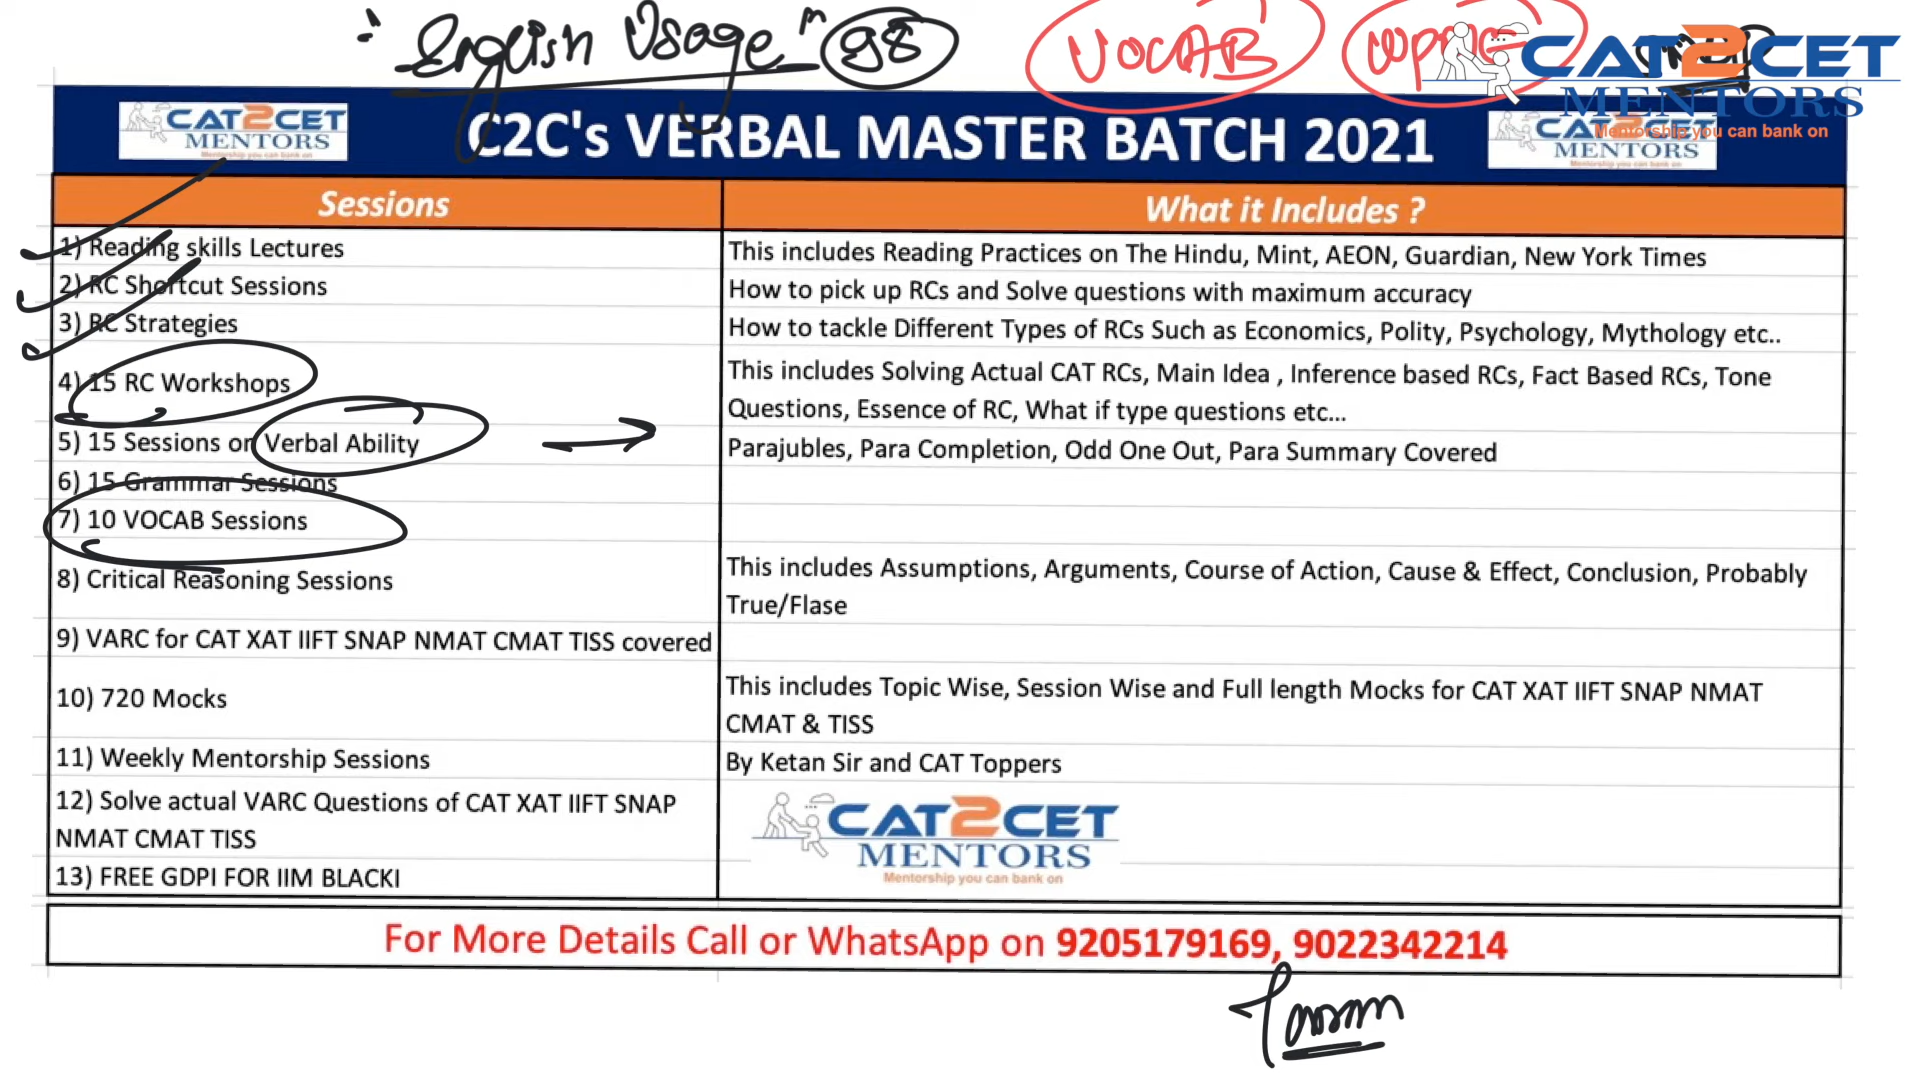 "English Usage" 98 VOCAB
CAT2CET
MENTORS
Mentorship you can bank on
CAT2CET
MENTORS
Mentorship you can bank on
C2C's VERBAL MASTER BATCH 2021
CAT2CET
MENTORS
Mentorship you can bank on
Sessions What it Includes ?
1) Reading skills Lectures This includes Reading Practices on The Hindu, Mint, AEON, Guardian, New York Times
2) RC Shortcut Sessions How to pick up RCs and Solve questions with maximum accuracy
3) RC Strategies How to tackle Different Types of RCs Such as Economics, Polity, Psychology, Mythology etc..
4) 15 RC Workshops This includes Solving Actual CAT RCs, Main Idea , Inference based RCs, Fact Based RCs, Tone
Questions, Essence of RC, What if type questions etc...
5) 15 Sessions on Verbal Ability Parajubles, Para Completion, Odd One Out, Para Summary Covered
6) 15 Grammar Sessions
7) 10 VOCAB Sessions
8) Critical Reasoning Sessions This includes Assumptions, Arguments, Course of Action, Cause & Effect, Conclusion, Probably
True/Flase
9) VARC for CAT XAT IIFT SNAP NMAT CMAT TISS covered
10) 720 Mocks This includes Topic Wise, Session Wise and Full length Mocks for CAT XAT IIFT SNAP NMAT
CMAT & TISS
11) Weekly Mentorship Sessions By Ketan Sir and CAT Toppers
12) Solve actual VARC Questions of CAT XAT IIFT SNAP
NMAT CMAT TISS
CAT2CET
MENTORS
Mentorship you can bank on
13) FREE GDPI FOR IIM BLACKI
For More Details Call or WhatsApp on 9205179169, 9022342214